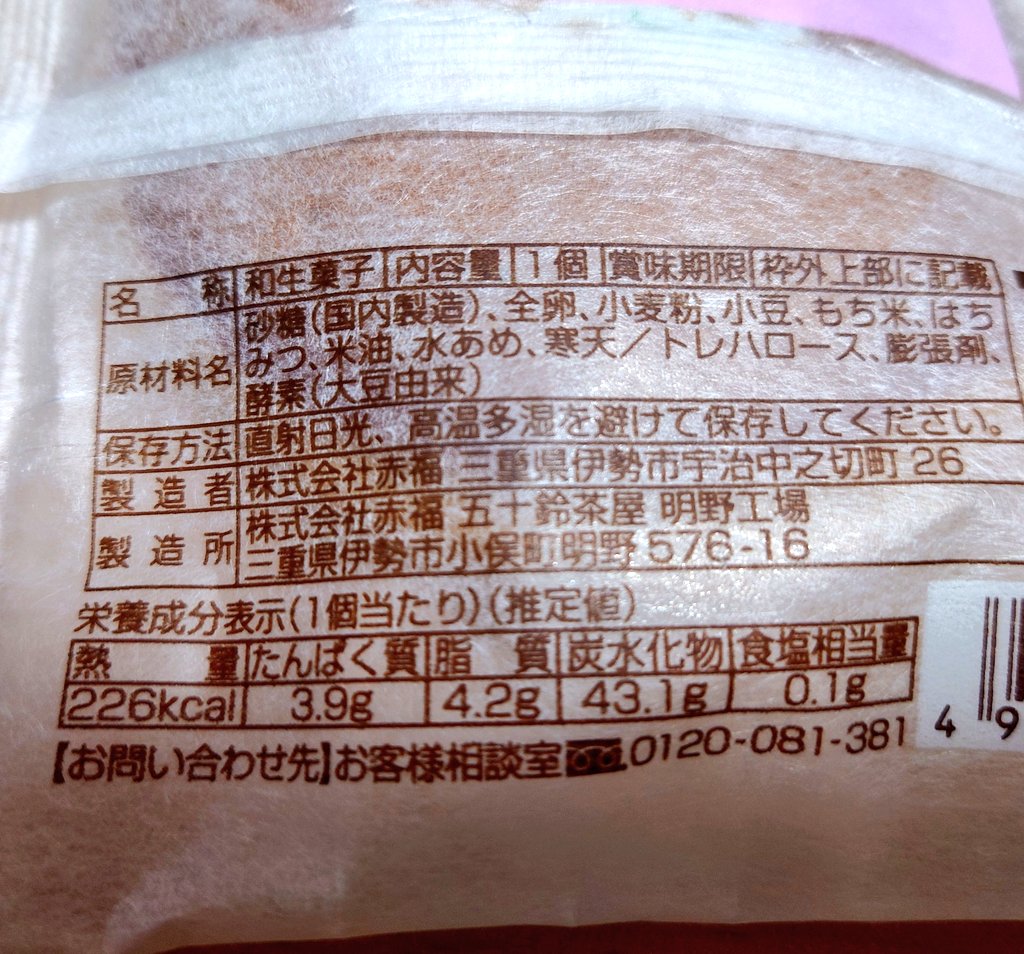 名称 和生菓子 内容量 1個 賞味期限 枠外上部に記載
原材料名 砂糖(国内製造)、全卵、小麦粉、小豆、もち米、はち
みつ、米油、水あめ、寒天／トレハロース、膨張剤、
酵素(大豆由来)
保存方法 直射日光、高温多湿を避けて保存してください。
製造者 株式会社赤福 三重県伊勢市宇治中之切町 26
製造所 株式会社赤福 五十鈴茶屋 明野工場
三重県伊勢市小俣町明野 576-16
栄養成分表示(1個当たり)(推定値)
熱量 たんぱく質 脂質 炭水化物 食塩相当量
226kcal 3.9g 4.2g 43.1g 0.1g
【お問い合わせ先】お客様相談室 0120-081-381
4 9